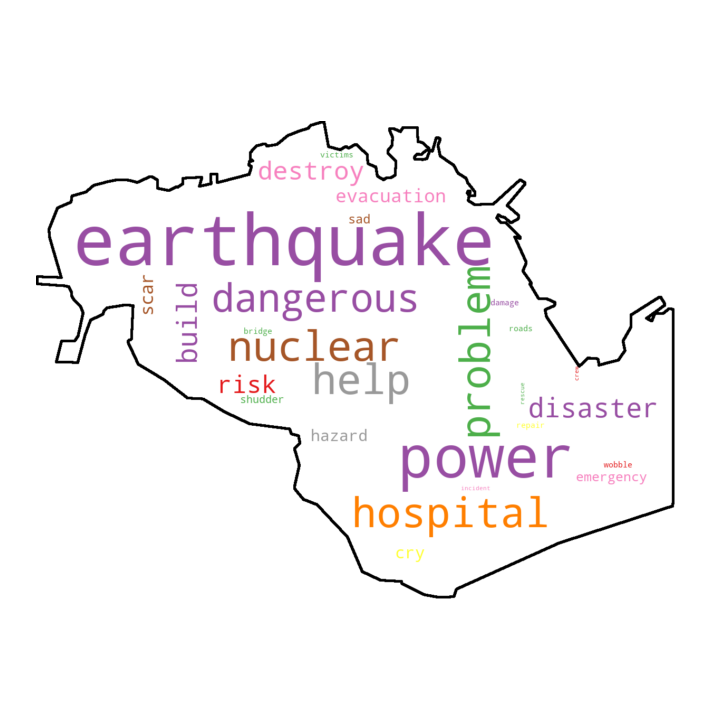 victims
destroy
evacuation
sad
earthquake
scar
build
dangerous
problem
damage
bridge
roads
nuclear
help
risk
shudder
crew
rescue
disaster
repair
hazard
power
wobble
emergency
incident
hospital
cry